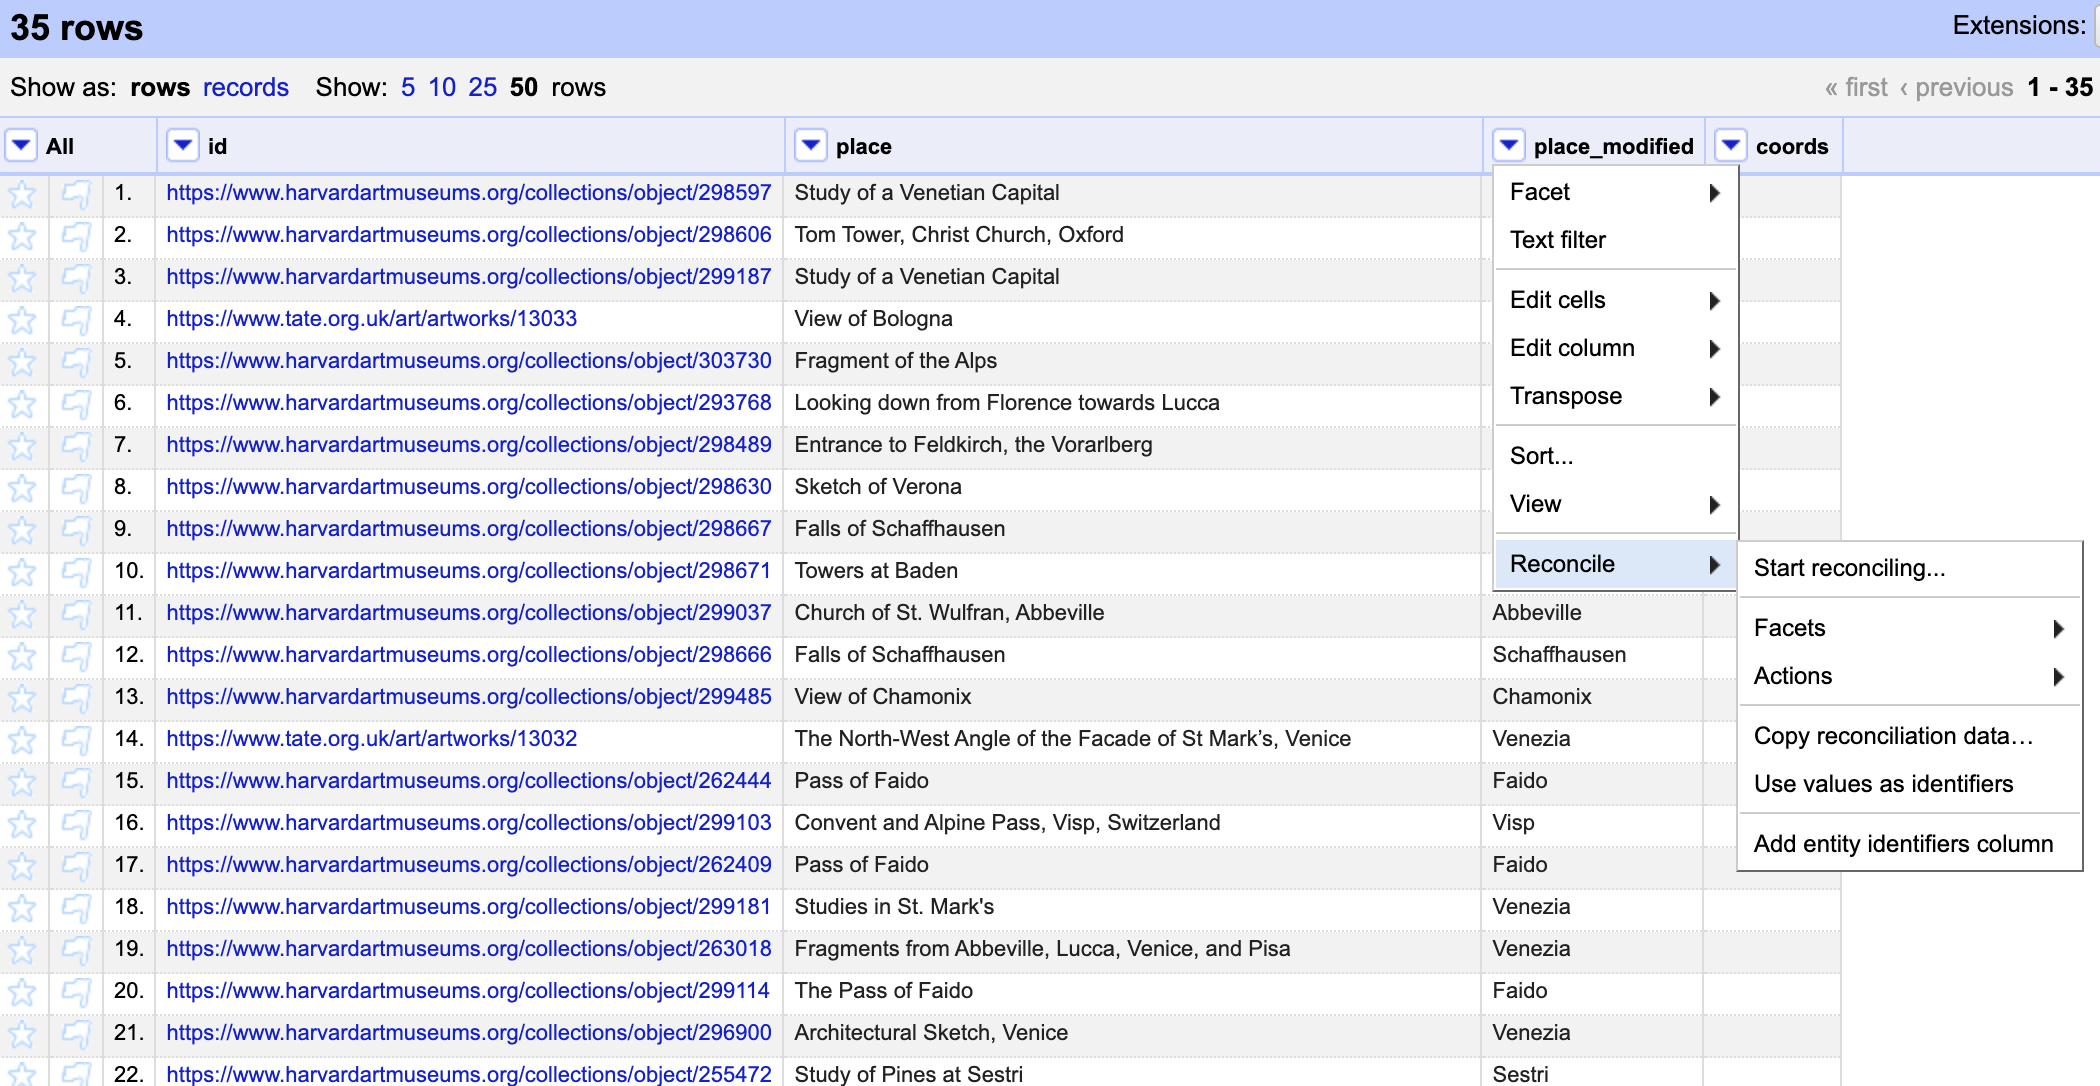 35 rows Extensions:
Show as: rows records Show: 5 10 25 50 rows « first ‹ previous 1 - 35
All id place place_modified coords
1. https://www.harvardartmuseums.org/collections/object/298597 Study of a Venetian Capital
2. https://www.harvardartmuseums.org/collections/object/298606 Tom Tower, Christ Church, Oxford
3. https://www.harvardartmuseums.org/collections/object/299187 Study of a Venetian Capital
4. https://www.tate.org.uk/art/artworks/13033 View of Bologna
5. https://www.harvardartmuseums.org/collections/object/303730 Fragment of the Alps
6. https://www.harvardartmuseums.org/collections/object/293768 Looking down from Florence towards Lucca
7. https://www.harvardartmuseums.org/collections/object/298489 Entrance to Feldkirch, the Vorarlberg
8. https://www.harvardartmuseums.org/collections/object/298630 Sketch of Verona
9. https://www.harvardartmuseums.org/collections/object/298667 Falls of Schaffhausen
10. https://www.harvardartmuseums.org/collections/object/298671 Towers at Baden
11. https://www.harvardartmuseums.org/collections/object/299037 Church of St. Wulfran, Abbeville Abbeville
12. https://www.harvardartmuseums.org/collections/object/298666 Falls of Schaffhausen Schaffhausen
13. https://www.harvardartmuseums.org/collections/object/299485 View of Chamonix Chamonix
14. https://www.tate.org.uk/art/artworks/13032 The North-West Angle of the Facade of St Mark’s, Venice Venezia
15. https://www.harvardartmuseums.org/collections/object/262444 Pass of Faido Faido
16. https://www.harvardartmuseums.org/collections/object/299103 Convent and Alpine Pass, Visp, Switzerland Visp
17. https://www.harvardartmuseums.org/collections/object/262409 Pass of Faido Faido
18. https://www.harvardartmuseums.org/collections/object/299181 Studies in St. Mark's Venezia
19. https://www.harvardartmuseums.org/collections/object/263018 Fragments from Abbeville, Lucca, Venice, and Pisa Venezia
20. https://www.harvardartmuseums.org/collections/object/299114 The Pass of Faido Faido
21. https://www.harvardartmuseums.org/collections/object/296900 Architectural Sketch, Venice Venezia
22. https://www.harvardartmuseums.org/collections/object/255472 Study of Pines at Sestri Sestri
Facet
Text filter
Edit cells
Edit column
Transpose
Sort...
View
Reconcile
Start reconciling...
Facets
Actions
Copy reconciliation data…
Use values as identifiers
Add entity identifiers column